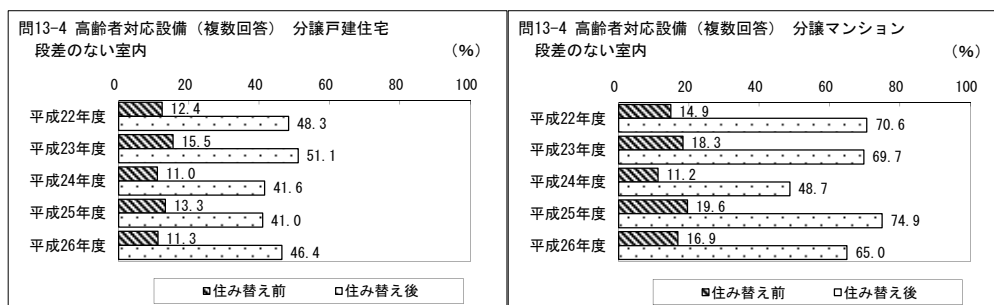 問13-4 高齢者対応設備（複数回答） 分譲戸建住宅
段差のない室内 （％）
0 20 40 60 80 100
平成22年度 12.4
48.3
平成23年度 15.5
51.1
平成24年度 11.0
41.6
平成25年度 13.3
41.0
平成26年度 11.3
46.4
住み替え前 住み替え後
問13-4 高齢者対応設備（複数回答） 分譲マンション
段差のない室内 （％）
0 20 40 60 80 100
平成22年度 14.9
70.6
平成23年度 18.3
69.7
平成24年度 11.2
48.7
平成25年度 19.6
74.9
平成26年度 16.9
65.0
住み替え前 住み替え後